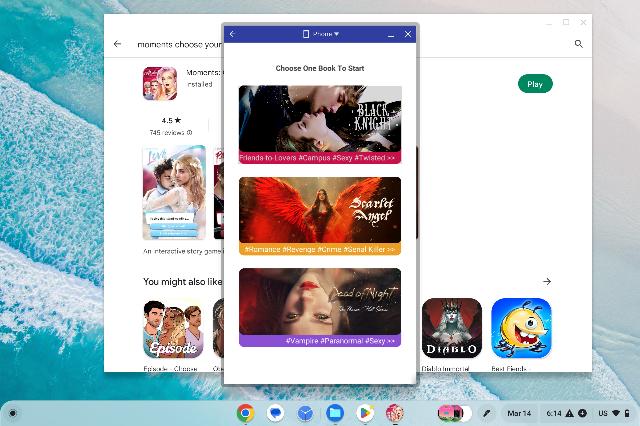 moments choose your
Phone ▾
Choose One Book To Start
Moments:
Installed
Play
BLACK KNIGHT
Friends-to-Lovers #Campus #Sexy #Twisted >>
4.5 ★
745 reviews
Scarlet
Angel
#Romance #Revenge #Crime #Serial Killer >>
An interactive story game
Dead of Night
#Vampire #Paranormal #Sexy >>
You might also like
Episode
DIABLO
Episode - Choose
Diablo Immortal
Best Fiends -
Mar 14
6:14
US